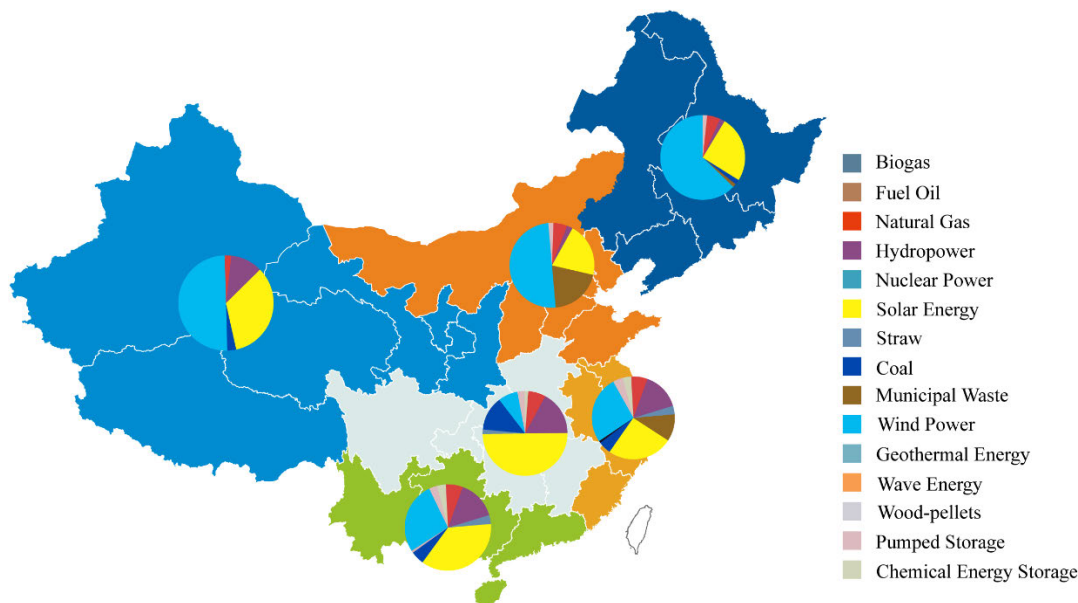 Biogas
Fuel Oil
Natural Gas
Hydropower
Nuclear Power
Solar Energy
Straw
Coal
Municipal Waste
Wind Power
Geothermal Energy
Wave Energy
Wood-pellets
Pumped Storage
Chemical Energy Storage